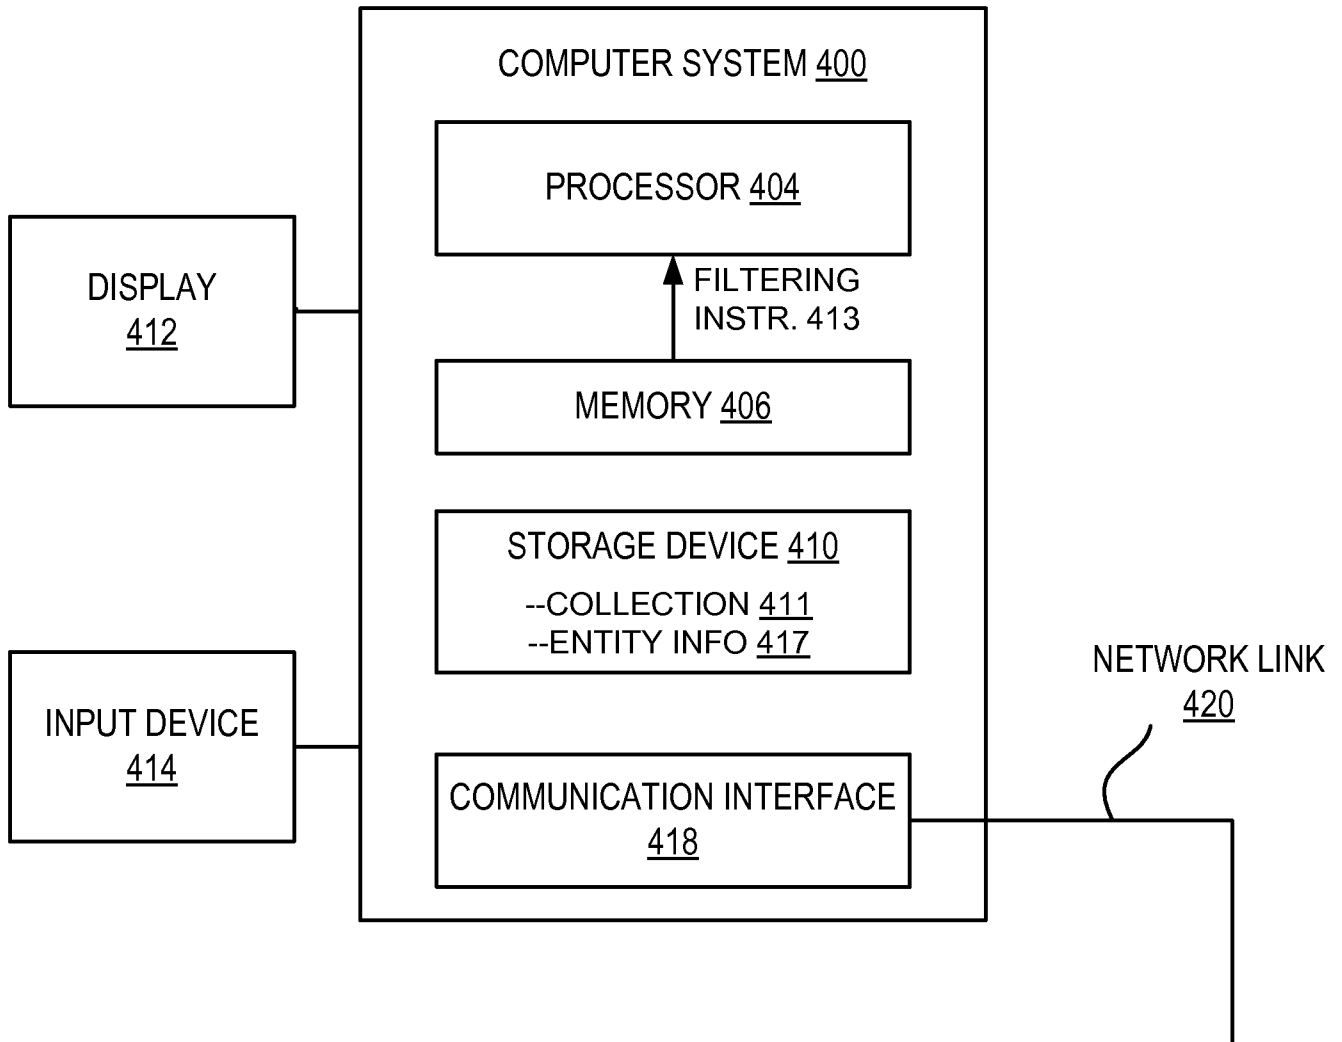 COMPUTER SYSTEM 400
PROCESSOR 404
FILTERING
INSTR. 413
MEMORY 406
STORAGE DEVICE 410
--COLLECTION 411
--ENTITY INFO 417
COMMUNICATION INTERFACE
418
DISPLAY
412
INPUT DEVICE
414
NETWORK LINK
420